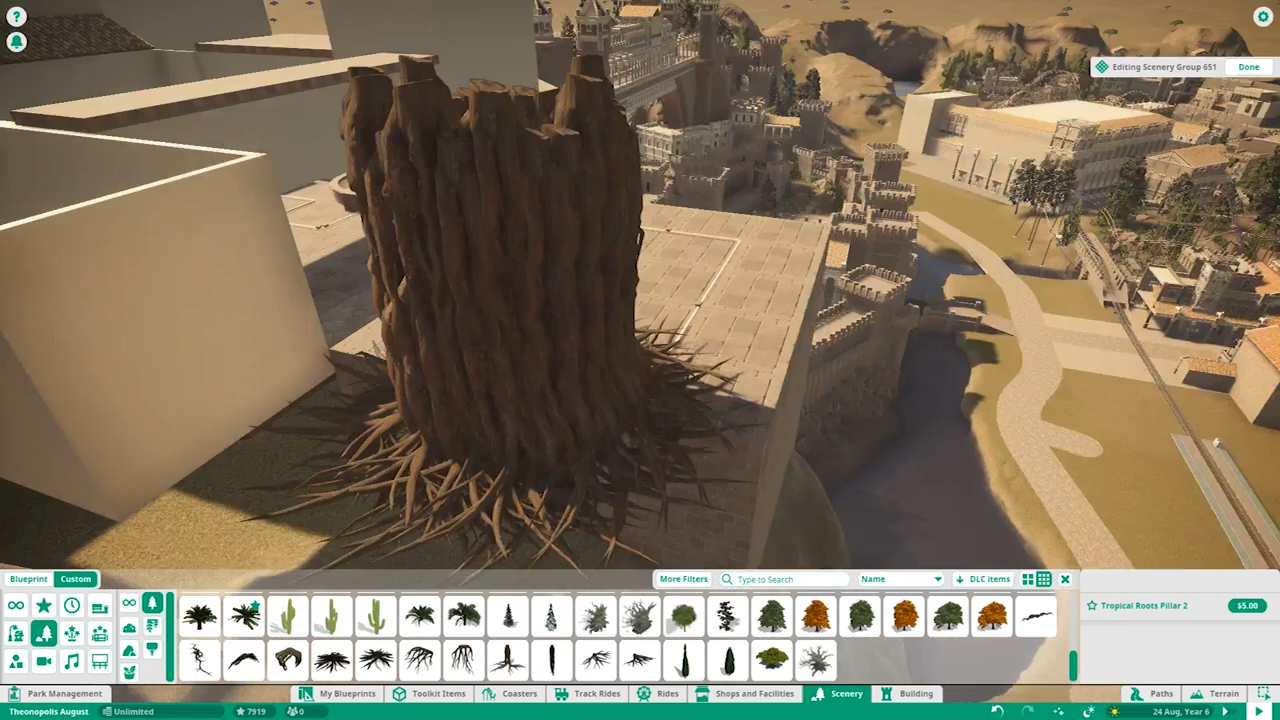 ?
Editing Scenery Group 651 Done
Blueprint Custom More Filters Type to Search Name DLC items
Tropical Roots Pillar 2 $5.00
Park Management My Blueprints Toolkit Items Coasters Track Rides Rides Shops and Facilities Scenery Building Paths Terrain
Theonopolis August Unlimited 7919 0 24 Aug, Year 6